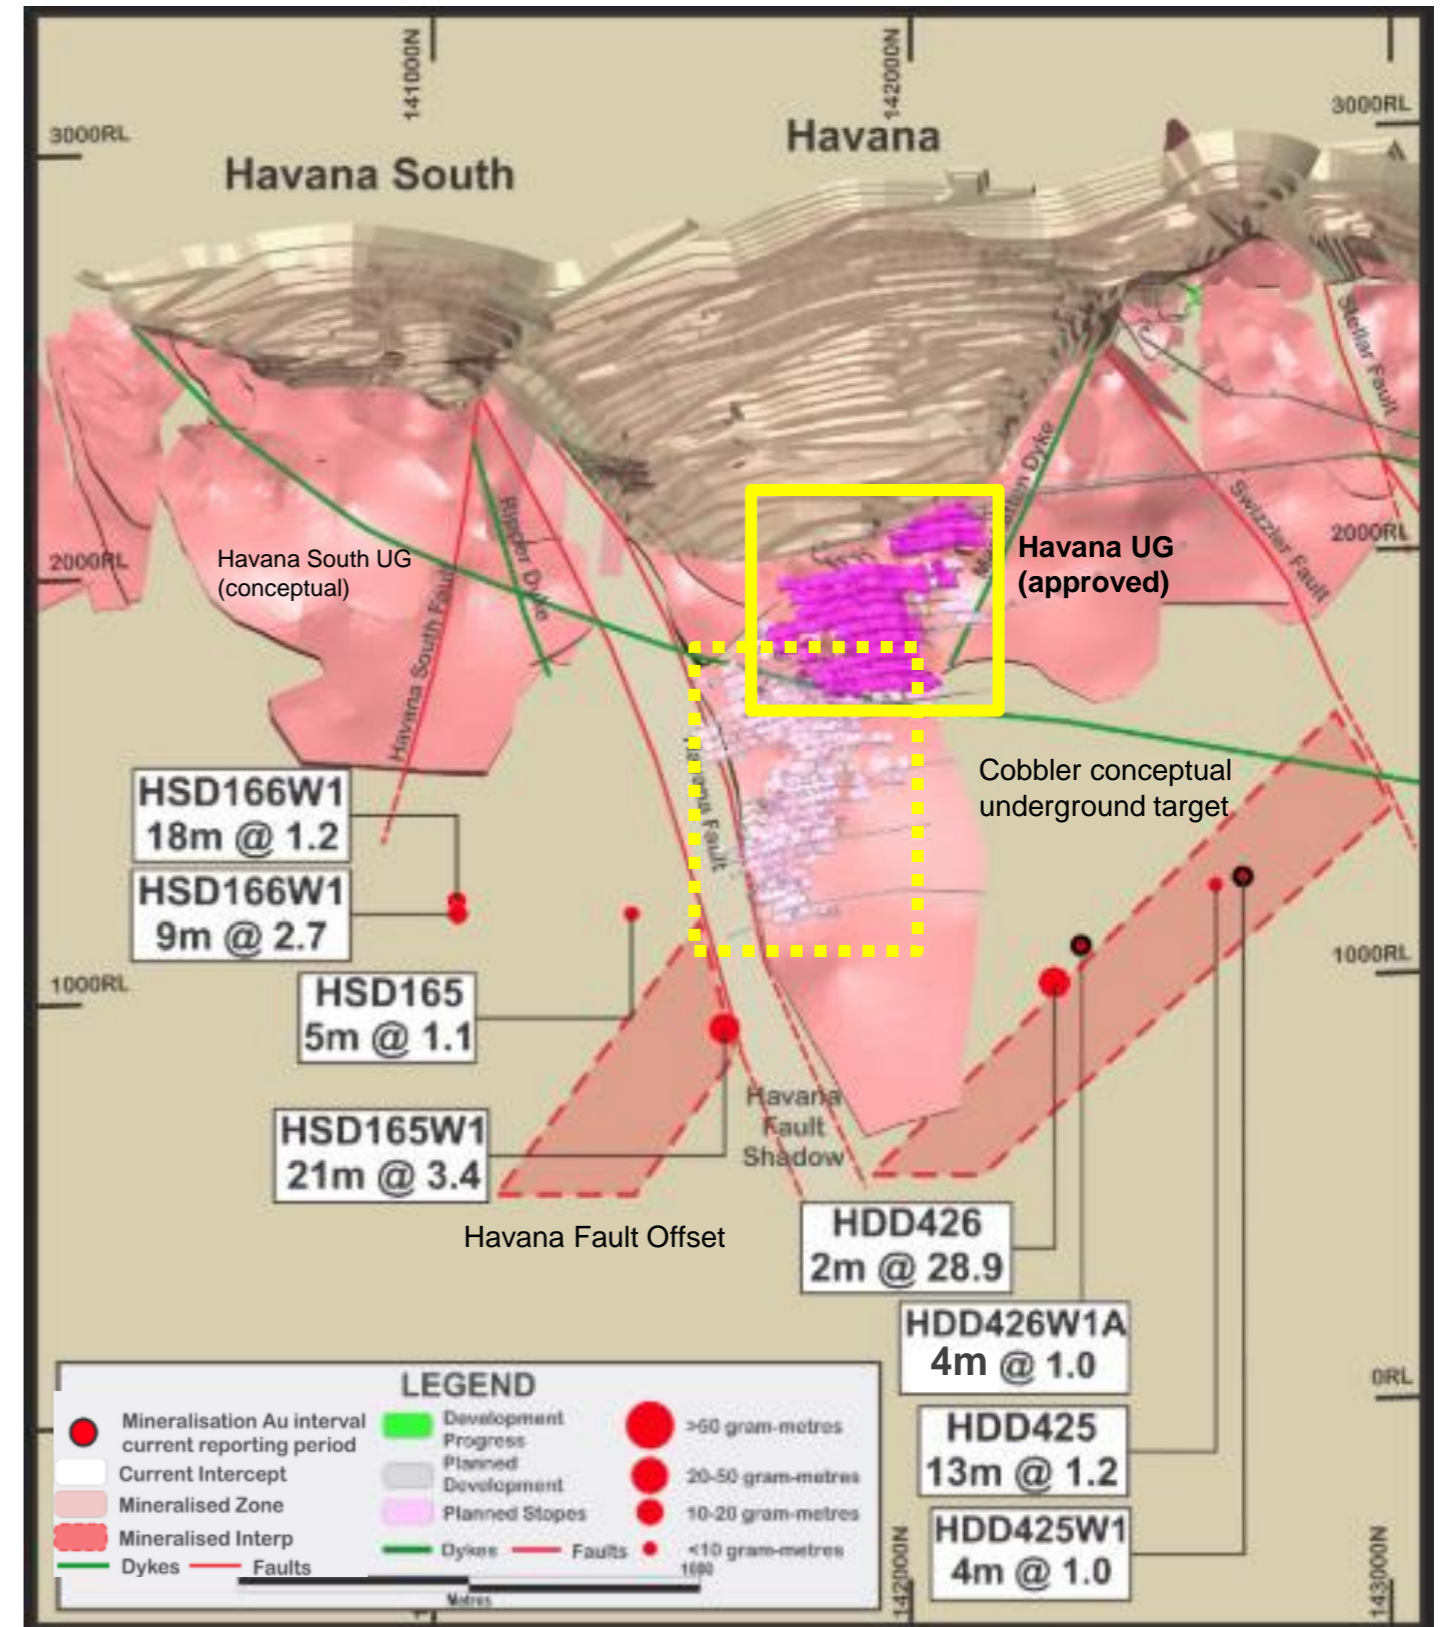 141000N
142000N
3000RL
3000RL
Havana
Havana South
Stellar Fault
Swizzler Fault
Ripper Dyke
Havana South UG
(conceptual)
2000RL
2000RL
Havana UG
(approved)
Dyke
Havana South Fault
Havana Fault
Cobbler conceptual
underground target
HSD166W1
18m @ 1.2
HSD166W1
9m @ 2.7
1000RL
1000RL
HSD165
5m @ 1.1
HSD165W1
21m @ 3.4
Havana
Fault
Shadow
Havana Fault Offset
HDD426
2m @ 28.9
HDD426W1A
4m @ 1.0
0RL
HDD425
13m @ 1.2
HDD425W1
4m @ 1.0
142000N
143000N
LEGEND
Mineralisation Au interval
current reporting period
Current Intercept
Mineralised Zone
Mineralised Interp
Dykes
Faults
Development
Progress
Planned
Development
Planned Stopes
Dykes
Faults
>60 gram-metres
20-50 gram-metres
10-20 gram-metres
<10 gram-metres
1000
Metres